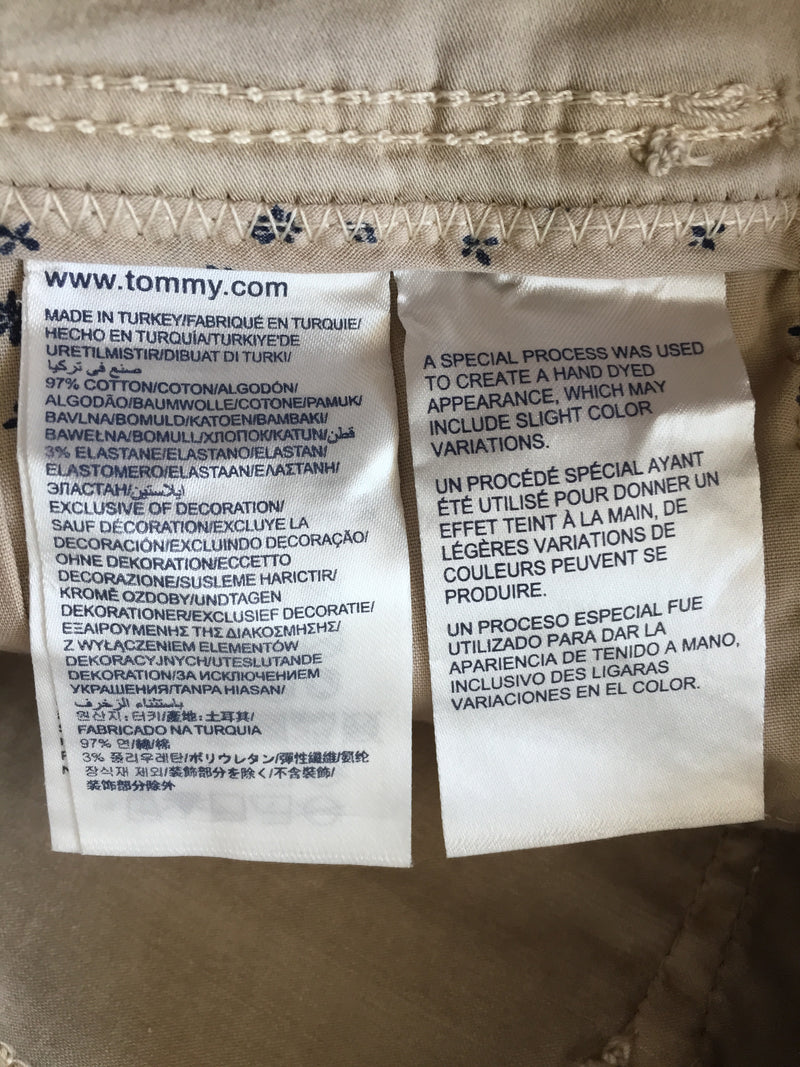 www.tommy.com
MADE IN TURKEY/FABRIQUÉ EN TURQUIE/
HECHO EN TURQUÍA/TURKIYE'DE
URETILMISTIR/DIBUAT DI TURKI/
صنع في تركيا
97% COTTON/COTON/ALGODÓN/
ALGODÃO/BAUMWOLLE/COTONE/PAMUK/
BAVLNA/BOMULD/KATOEN/BAMBAKI/
BAWEŁNA/BOMULL/ХЛОПОК/KATUN/قطن
3% ELASTANE/ELASTANO/ELASTAN/
ELASTOMERO/ELASTAAN/ΕΛΑΣΤΑΝΗ/
ЭЛАСТАН/ايلاستين/
EXCLUSIVE OF DECORATION/
SAUF DÉCORATION/EXCLUYE LA
DECORACIÓN/EXCLUINDO DECORAÇÃO/
OHNE DEKORATION/ECCETTO
DECORAZIONE/SUSLEME HARICTIR/
KROMĚ OZDOBY/UNDTAGEN
DEKORATIONER/EXCLUSIEF DECORATIE/
ΕΞΑΙΡΟΥΜΕΝΗΣ ΤΗΣ ΔΙΑΚΟΣΜΗΣΗΣ/
Z WYŁĄCZENIEM ELEMENTÓW
DEKORACYJNYCH/UTESLUTANDE
DEKORATION/ЗА ИСКЛЮЧЕНИЕМ
УКРАШЕНИЯ/TANPA HIASAN/
باستثناء الزخرف
원산지: 터키/產地: 土耳其/
FABRICADO NA TURQUIA
97% 면/綿/棉
3% 폴리우레탄/ポリウレタン/彈性纖維/氨纶
장식재 제외/装飾部分を除く/不含裝飾/
装饰部分除外
A SPECIAL PROCESS WAS USED
TO CREATE A HAND DYED
APPEARANCE, WHICH MAY
INCLUDE SLIGHT COLOR
VARIATIONS.
UN PROCÉDÉ SPÉCIAL AYANT
ÉTÉ UTILISÉ POUR DONNER UN
EFFET TEINT À LA MAIN, DE
LÉGÈRES VARIATIONS DE
COULEURS PEUVENT SE
PRODUIRE.
UN PROCESO ESPECIAL FUE
UTILIZADO PARA DAR LA
APARIENCIA DE TENIDO A MANO,
INCLUSIVO DES LIGARAS
VARIACIONES EN EL COLOR.